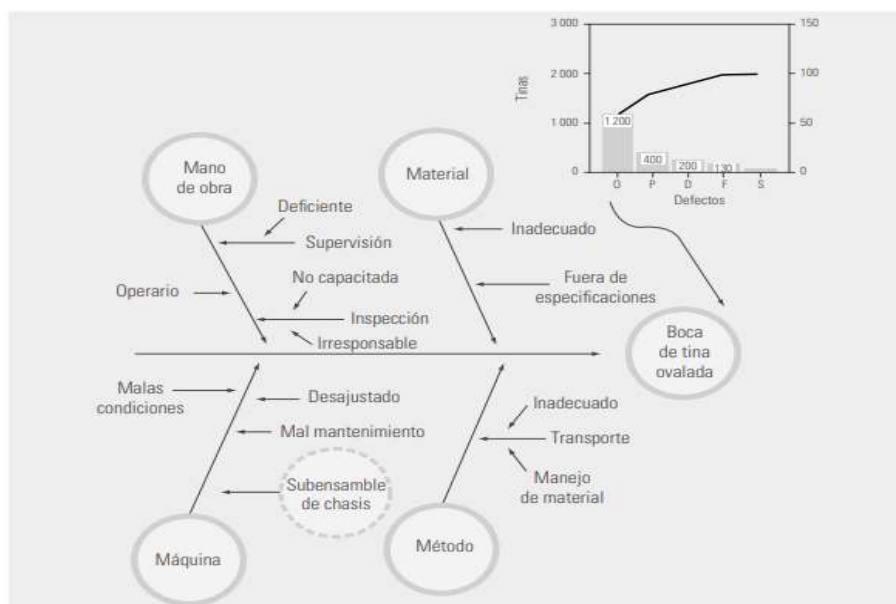 3 000
2 000
1 000
0
Tinas
150
100
50
0
1 200
400
200
130
O P D F S
Defectos
Mano
de obra
Material
Deficiente
Supervisión
Inadecuado
No capacitada
Operario
Fuera de
especificaciones
Inspección
Irresponsable
Boca
de tina
ovalada
Malas
condiciones
Desajustado
Mal mantenimiento
Inadecuado
Transporte
Subensamble
de chasis
Manejo
de material
Máquina
Método